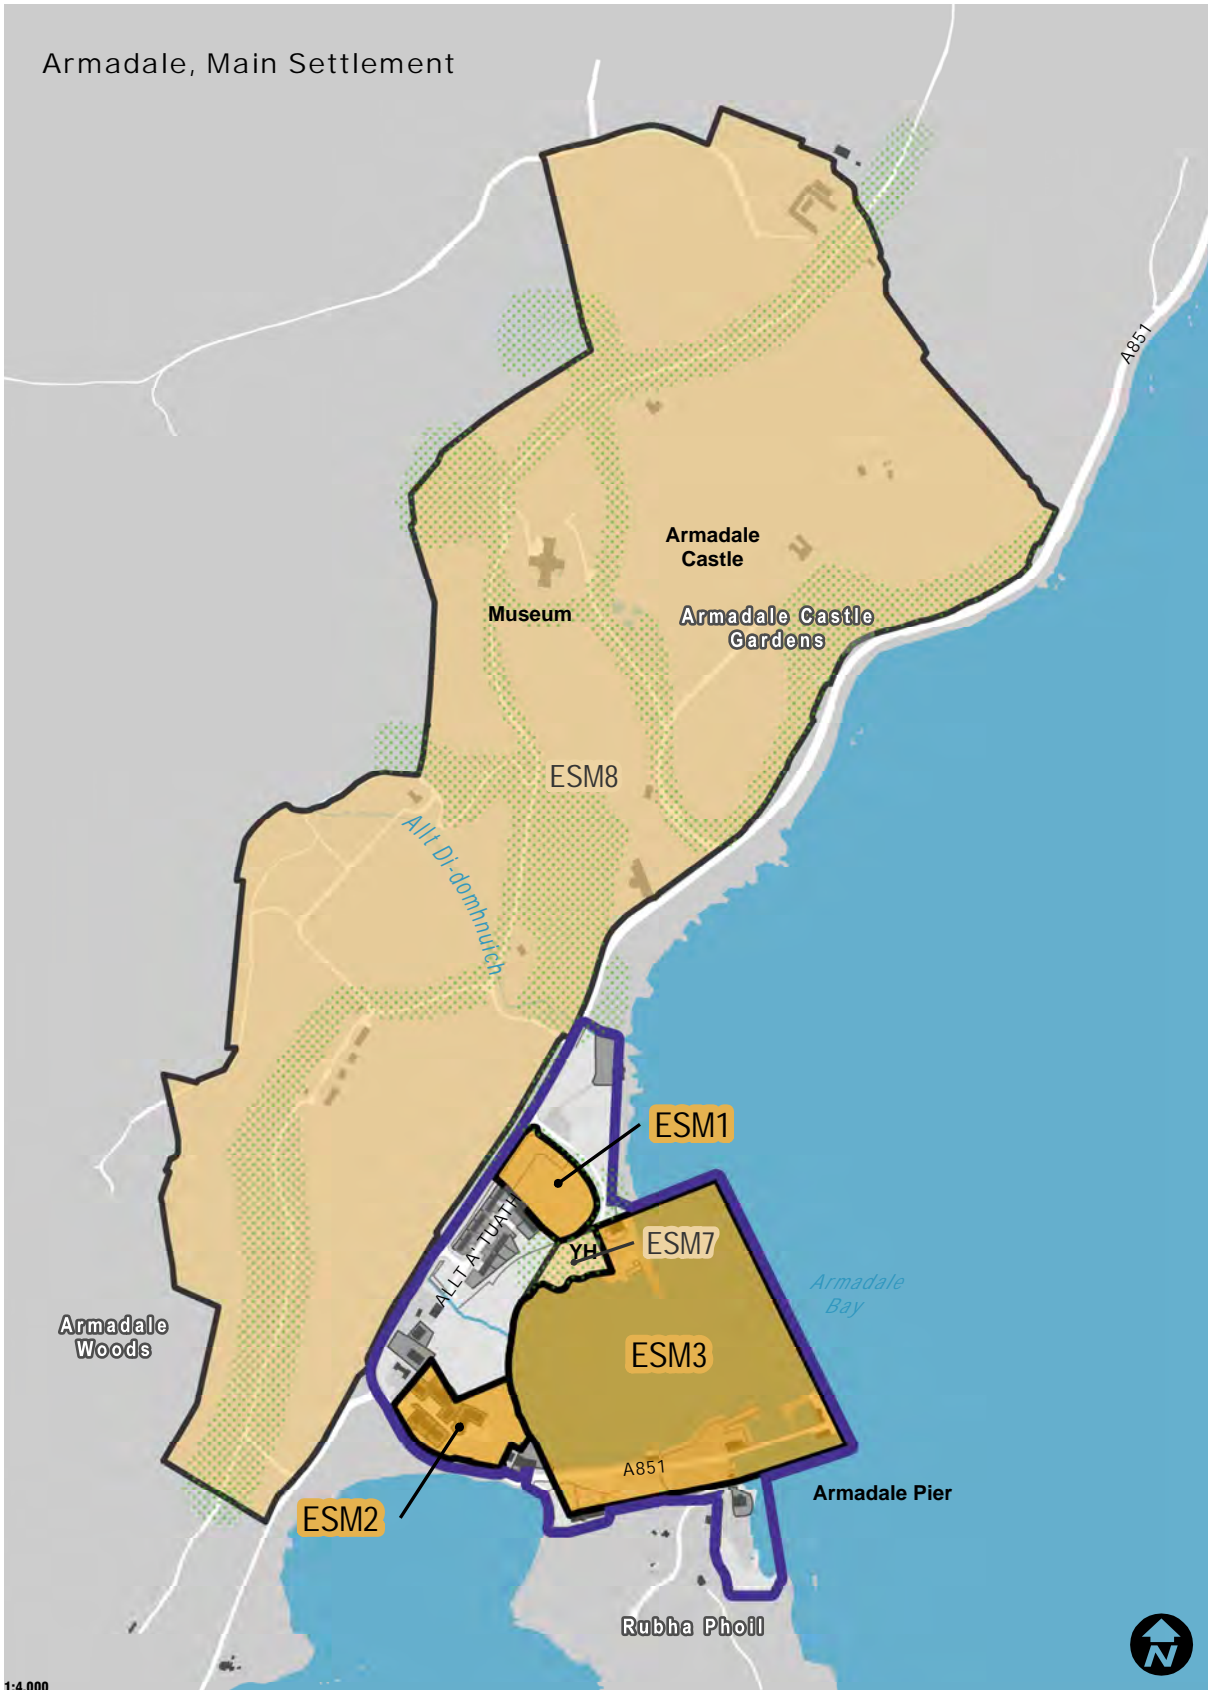 Armadale, Main Settlement
A851
Armadale
Castle
Museum
Armadale Castle
Gardens
ESM8
Allt Di-domhnuich
ESM1
ALLT A' TUATH
YH
ESM7
Armadale
Bay
Armadale
Woods
ESM3
A851
Armadale Pier
ESM2
Rubha Phoil
N
1:4,000